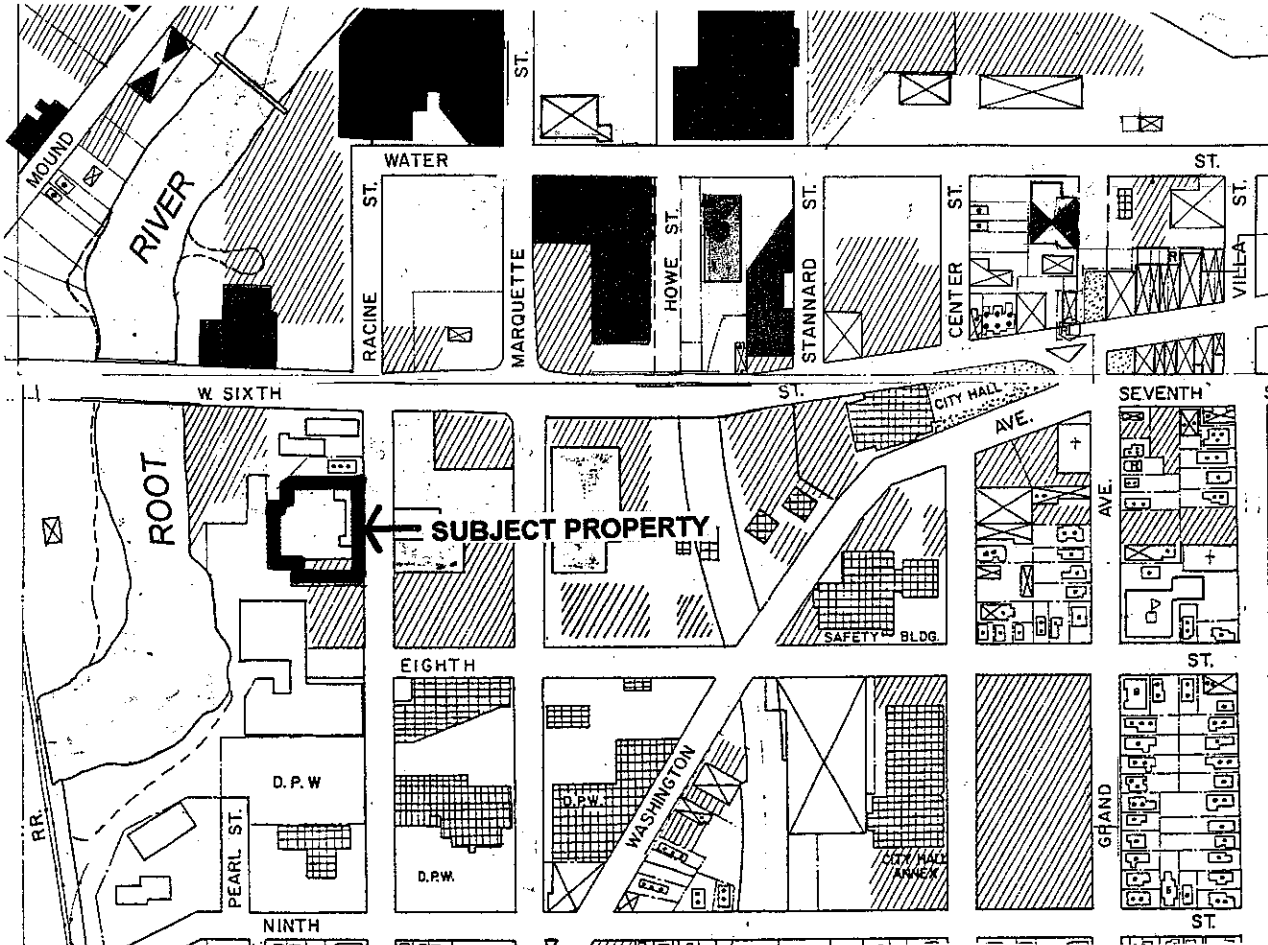 ST.
MOUND
RIVER
WATER
ST.
ST.
RACINE
MARQUETTE
ST.
HOWE
ST.
STANNARD
ST.
CENTER
ST.
VILLA
R
W. SIXTH
ST.
CITY HALL
SEVENTH
AVE.
ROOT
SUBJECT PROPERTY
AVE.
R
SAFETY BLDG.
EIGHTH
ST.
D.P.W
D.P.W.
WASHINGTON
RR.
PEARL ST.
D.P.W.
CITY HALL
ANNEX
GRAND
NINTH
ST.